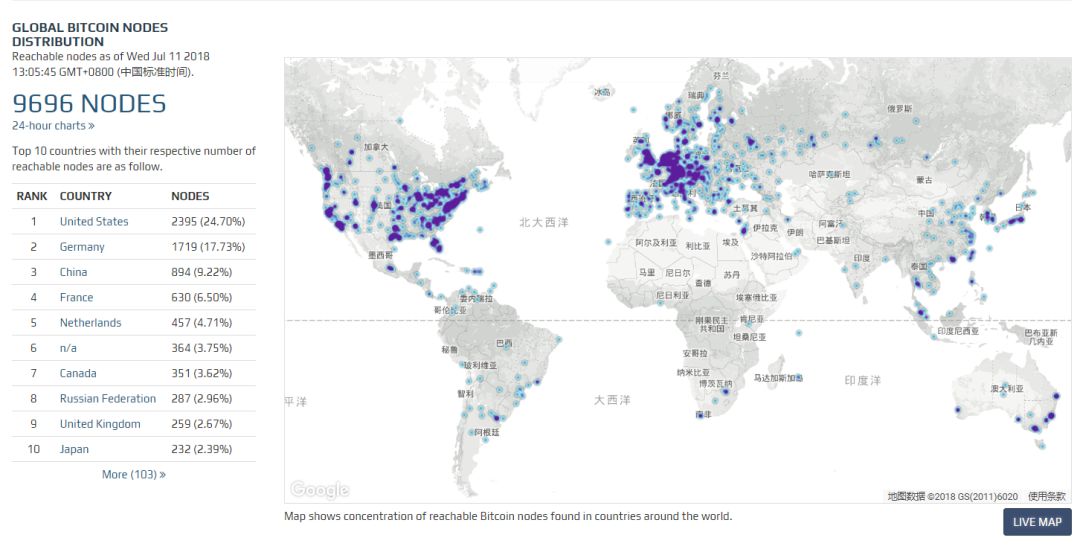 GLOBAL BITCOIN NODES
DISTRIBUTION
Reachable nodes as of Wed Jul 11 2018
13:05:45 GMT+0800 (中国标准时间).
9696 NODES
24-hour charts »
Top 10 countries with their respective number of
reachable nodes are as follow.
RANK COUNTRY NODES
1 United States 2395 (24.70%)
2 Germany 1719 (17.73%)
3 China 894 (9.22%)
4 France 630 (6.50%)
5 Netherlands 457 (4.71%)
6 n/a 364 (3.75%)
7 Canada 351 (3.62%)
8 Russian Federation 287 (2.96%)
9 United Kingdom 259 (2.67%)
10 Japan 232 (2.39%)
More (103) »
芬兰
冰岛
瑞典
俄罗斯
加拿大
哈萨克斯坦
蒙古
土耳其
中国
日本
北大西洋
阿富汗
伊拉克
伊朗
巴基斯坦
墨西哥
阿尔及利亚
利比亚
埃及
沙特阿拉伯
印度
泰国
马里
尼日尔
苏丹
乍得
委内瑞拉
尼日利亚
埃塞俄比亚
哥伦比亚
刚果民主
共和国
肯尼亚
坦桑尼亚
印度尼西亚
巴布亚新
几内亚
秘鲁
巴西
安哥拉
玻利维亚
纳米比亚
博茨瓦纳
马达加斯加
印度洋
澳大利亚
智利
平洋
大西洋
南非
阿根廷
Google
地图数据 ©2018 GS(2011)6020 使用条款
Map shows concentration of reachable Bitcoin nodes found in countries around the world.
LIVE MAP